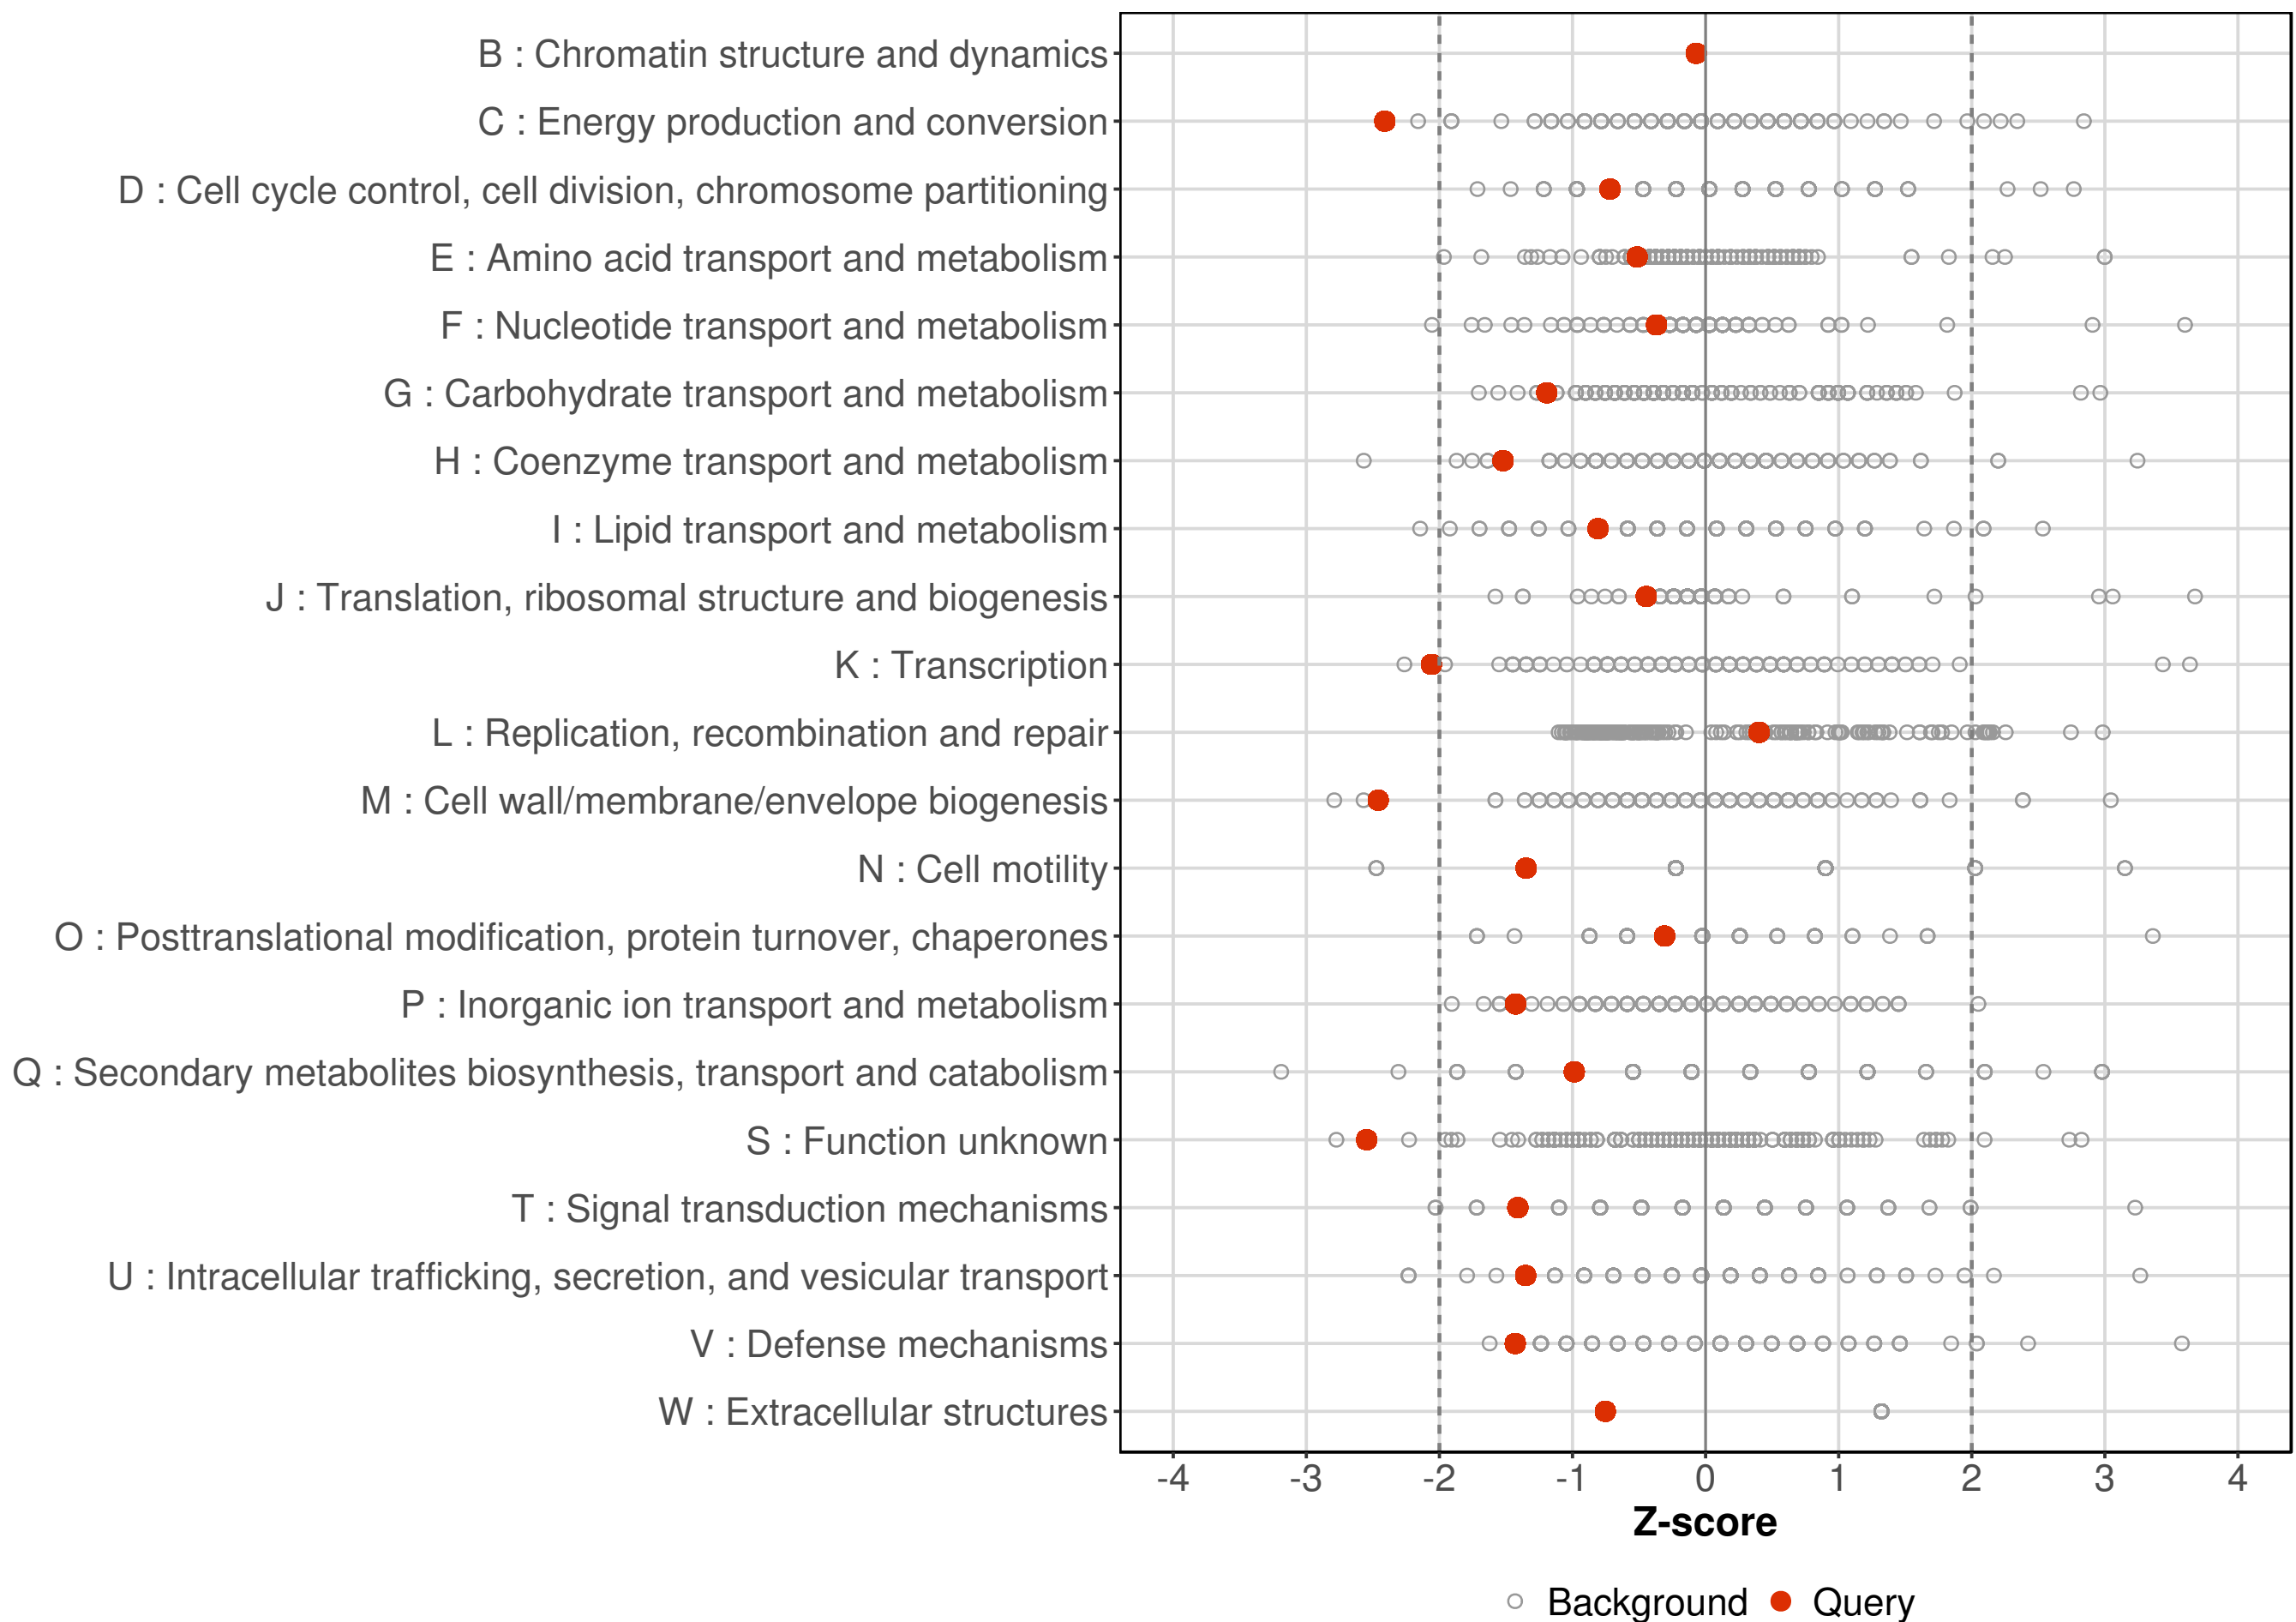 B : Chromatin structure and dynamics
C : Energy production and conversion
D : Cell cycle control, cell division, chromosome partitioning
E : Amino acid transport and metabolism
F : Nucleotide transport and metabolism
G : Carbohydrate transport and metabolism
H : Coenzyme transport and metabolism
I : Lipid transport and metabolism
J : Translation, ribosomal structure and biogenesis
K : Transcription
L : Replication, recombination and repair
M : Cell wall/membrane/envelope biogenesis
N : Cell motility
O : Posttranslational modification, protein turnover, chaperones
P : Inorganic ion transport and metabolism
Q : Secondary metabolites biosynthesis, transport and catabolism
S : Function unknown
T : Signal transduction mechanisms
U : Intracellular trafficking, secretion, and vesicular transport
V : Defense mechanisms
W : Extracellular structures
-4 -3 -2 -1 0 1 2 3 4
Z-score
Background Query